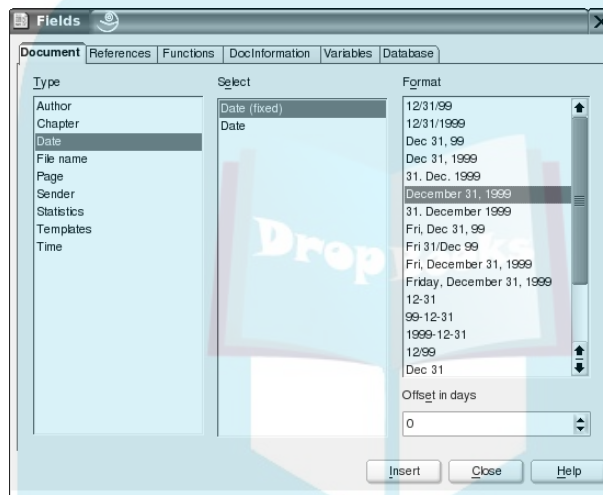 Fields
Document References Functions DocInformation Variables Database
Type
Author
Chapter
Date
File name
Page
Sender
Statistics
Templates
Time
Select
Date (fixed)
Date
Format
12/31/99
12/31/1999
Dec 31, 99
Dec 31, 1999
31. Dec. 1999
December 31, 1999
31. December 1999
Fri, Dec 31, 99
Fri 31/Dec 99
Fri, December 31, 1999
Friday, December 31, 1999
12-31
99-12-31
1999-12-31
12/99
Dec 31
Offset in days
0
Insert Close Help